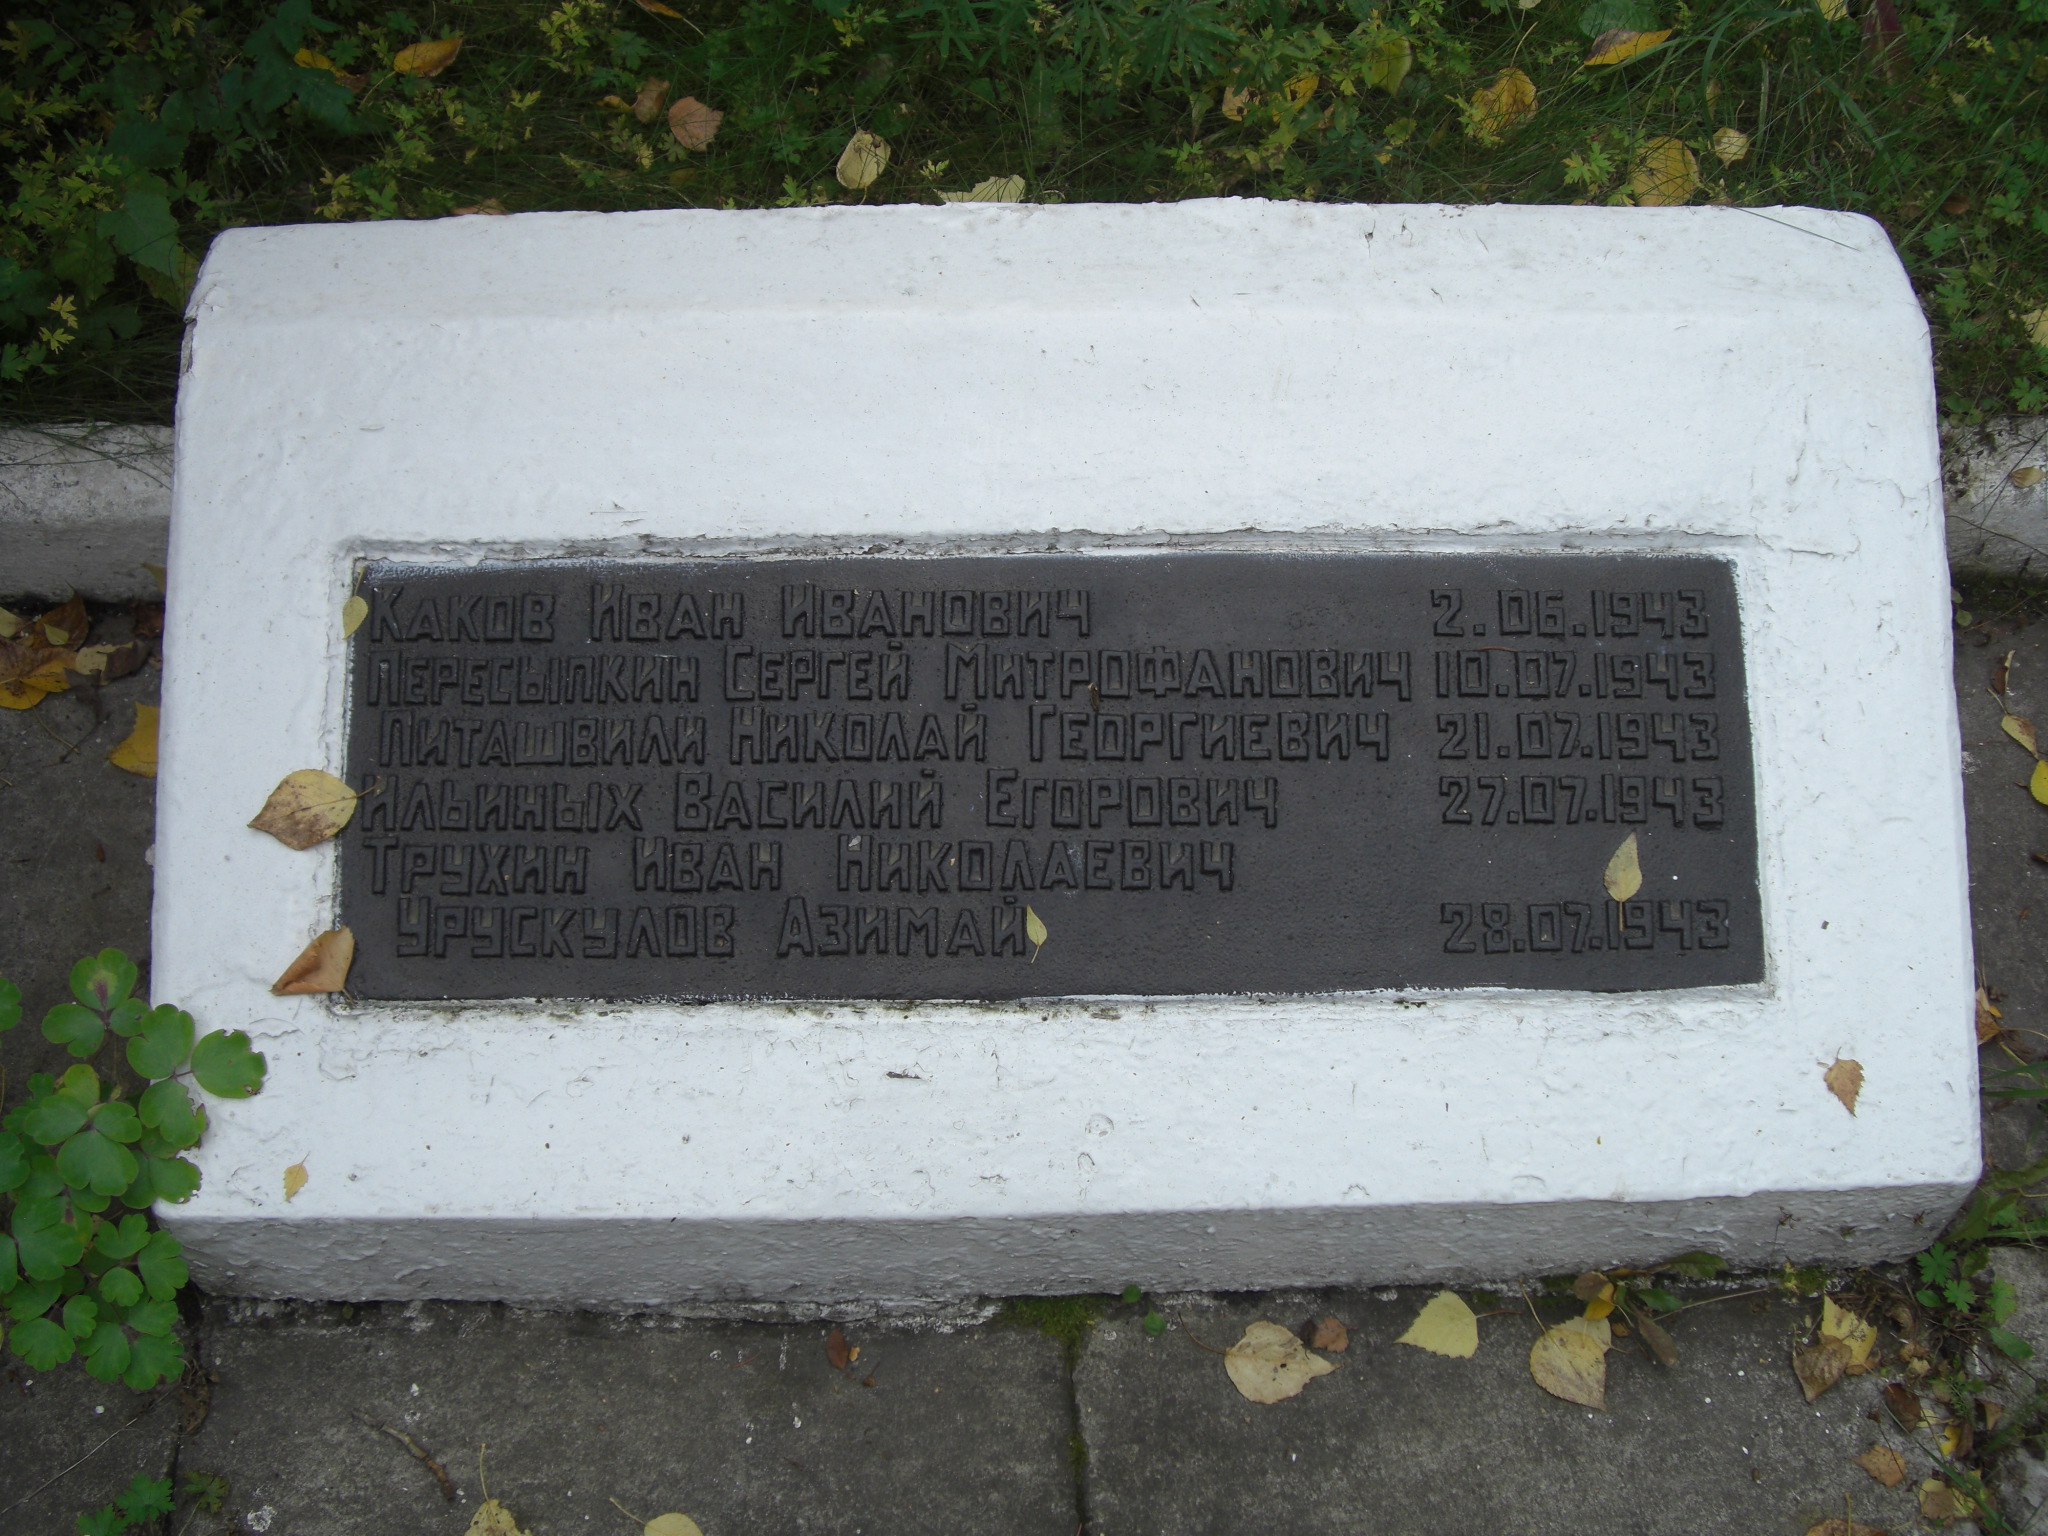 Каков Иван Иванович 2.06.1943
Пересыпкин Сергей Митрофанович 10.07.1943
Питашвили Николай Георгиевич 21.07.1943
Ильиных Василий Егорович 27.07.1943
Трухин Иван Николаевич
Урускулов Азимай 28.07.1943